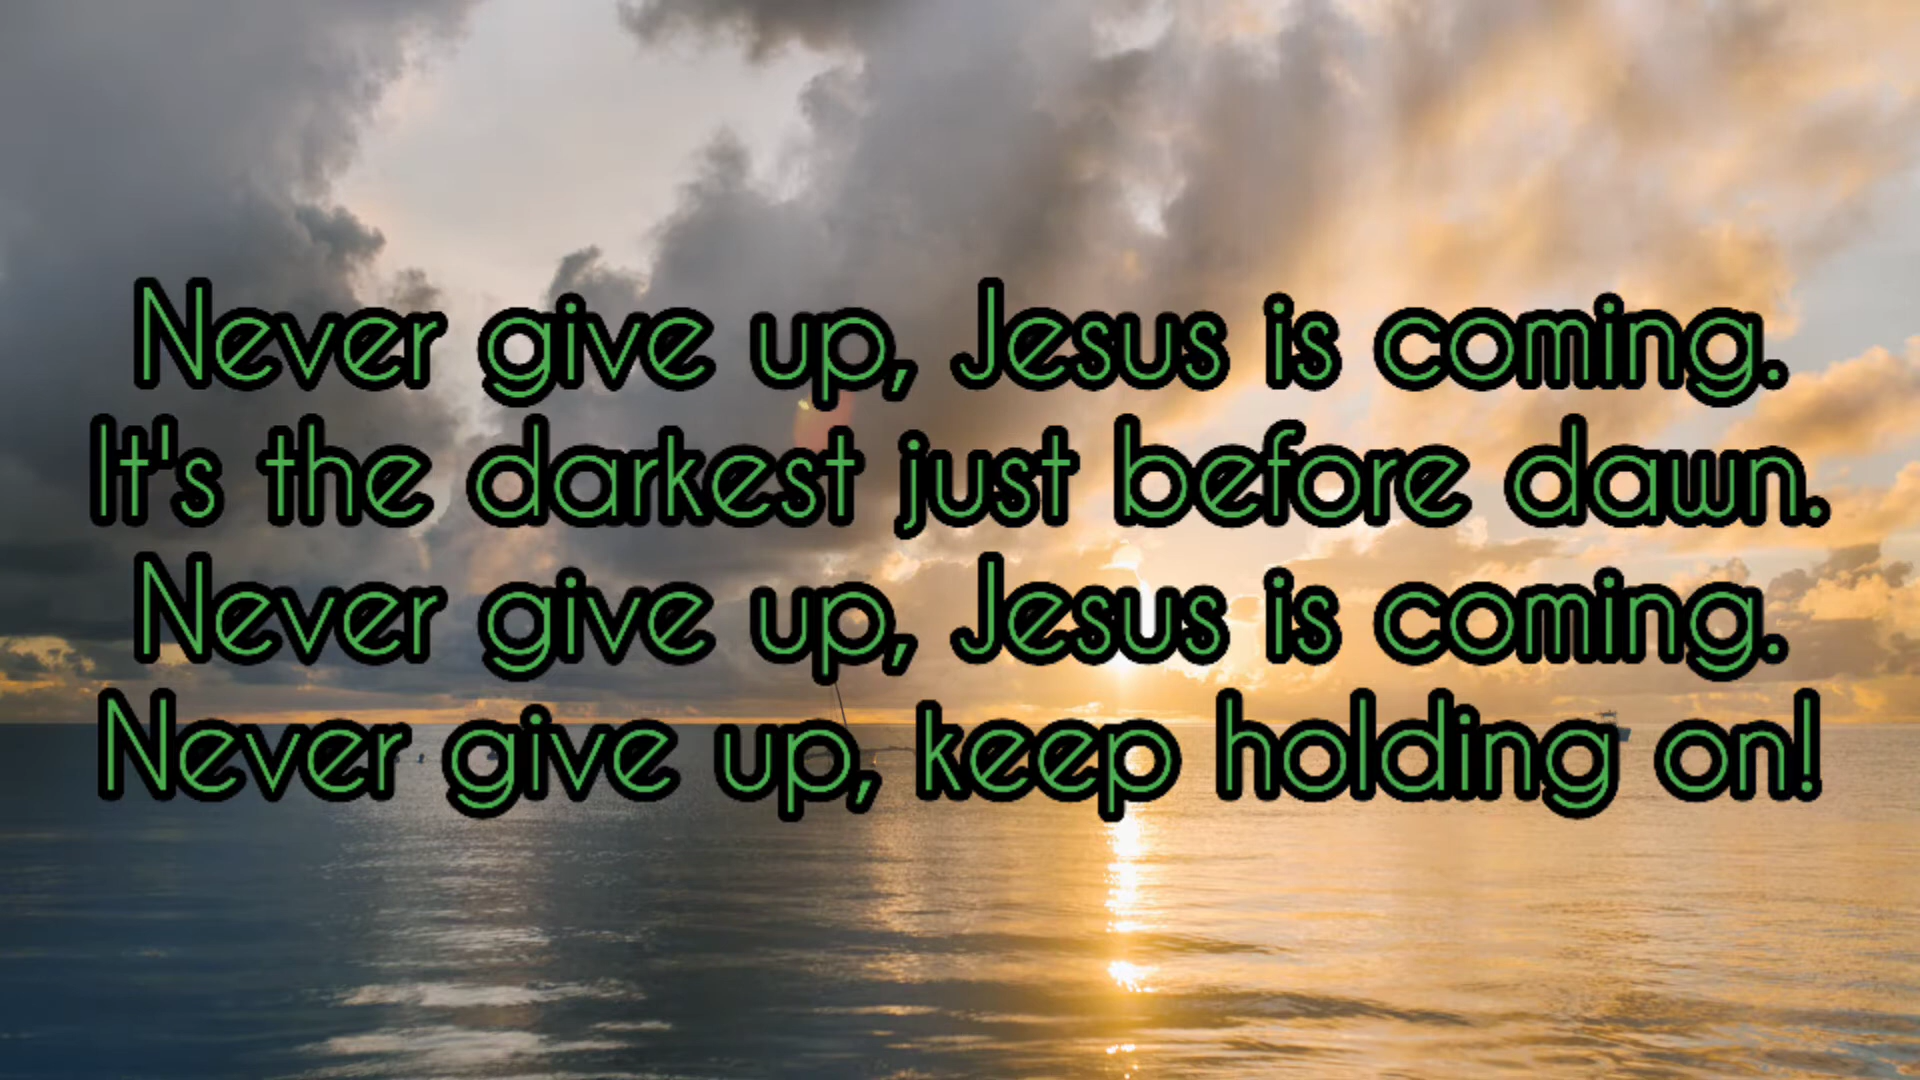 Never give up, Jesus is coming.
It's the darkest just before dawn.
Never give up, Jesus is coming.
Never give up, keep holding on!